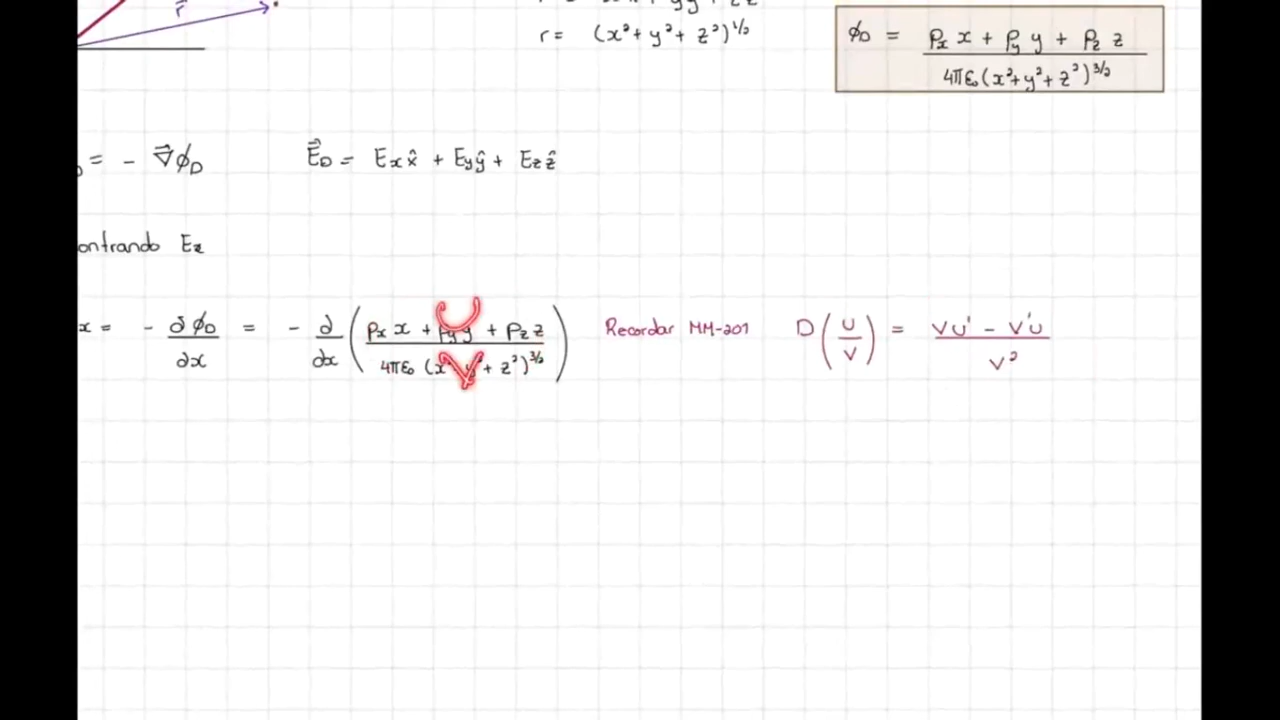 r⃗
r = (x² + y² + z²)^1/2
ϕD = (px x + py y + pz z) / (4πε₀(x² + y² + z²)^3/2)
= - ∇⃗ϕD E⃗D = Ex x̂ + Ey ŷ + Ez ẑ
ontrando Ez
x = - ∂ϕD/∂x = - ∂/∂x ((px x + py y + pz z) / (4πε₀ (x² + y² + z²)^3/2)) Recordar MM-201 D(U/V) = (VU' - V'U) / V²
U
V